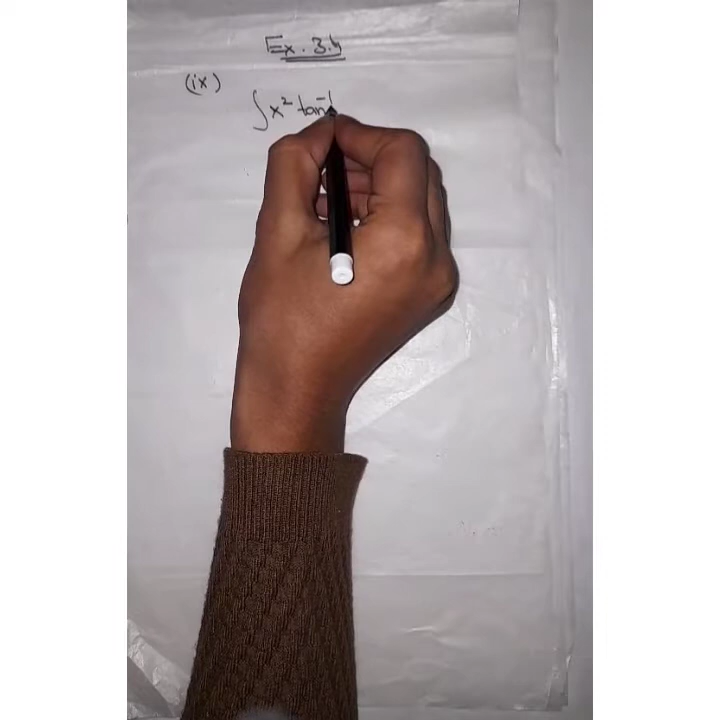 Ex. 3.4
(ix)
∫x² tan⁻¹